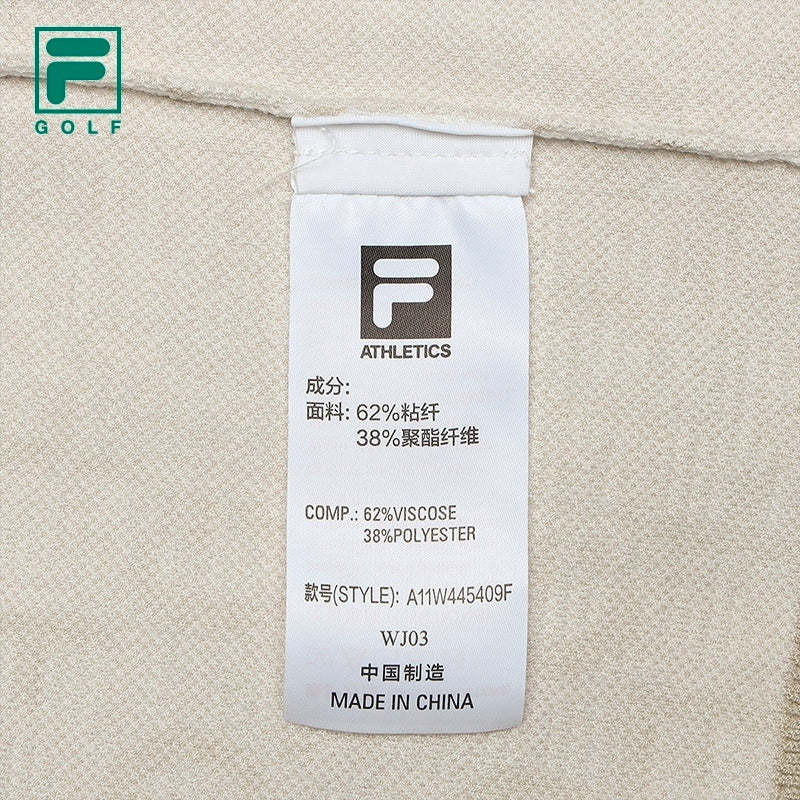 GOLF
ATHLETICS
成分:
面料: 62%粘纤
38%聚酯纤维
COMP.: 62%VISCOSE
38%POLYESTER
款号(STYLE): A11W445409F
WJ03
中国制造
MADE IN CHINA